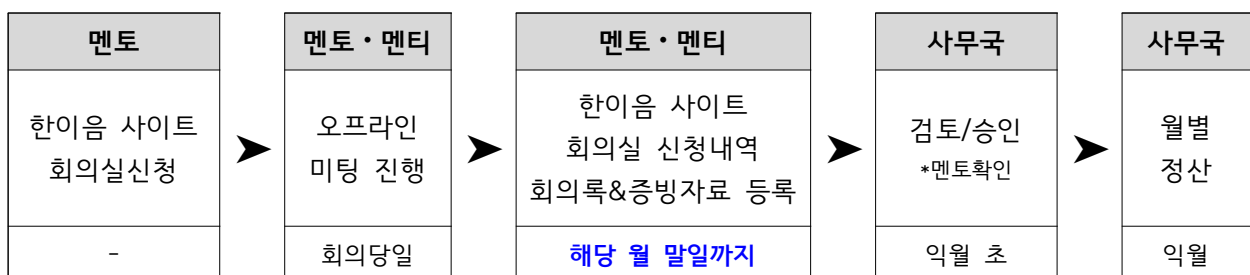 멘토
한이음 사이트
회의실신청
-
멘토・멘티
오프라인
미팅 진행
회의당일
멘토・멘티
한이음 사이트
회의실 신청내역
회의록&증빙자료 등록
해당 월 말일까지
사무국
검토/승인
*멘토확인
익월 초
사무국
월별
정산
익월